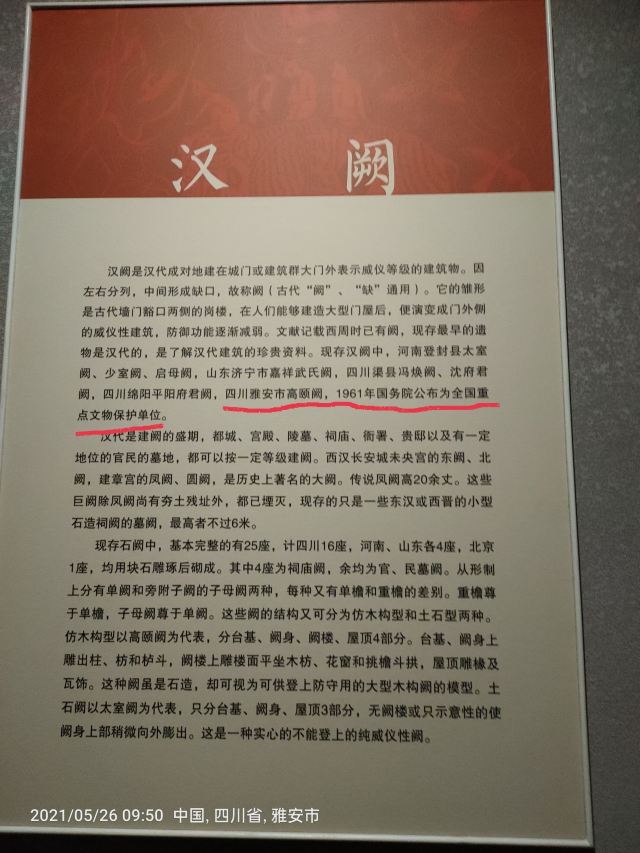 汉 阙
汉阙是汉代成对地建在城门或建筑群大门外表示威仪等级的建筑物。因
左右分列，中间形成缺口，故称阙（古代“阙”、“缺”通用）。它的雏形
是古代墙门豁口两侧的岗楼，在人们能够建造大型门屋后，便演变成门外侧
的威仪性建筑，防御功能逐渐减弱。文献记载西周时已有阙，现存最早的遗
物是汉代的，是了解汉代建筑的珍贵资料。现存汉阙中，河南登封县太室
阙、少室阙、启母阙，山东济宁市嘉祥武氏阙，四川渠县冯焕阙、沈府君
阙，四川绵阳平阳府君阙，四川雅安市高颐阙，1961年国务院公布为全国重
点文物保护单位。
汉代是建阙的盛期，都城、宫殿、陵墓、祠庙、衙署、贵邸以及有一定
地位的官民的墓地，都可以按一定等级建阙。西汉长安城未央宫的东阙、北
阙，建章宫的凤阙、圆阙，是历史上著名的大阙。传说凤阙高20余丈。这些
巨阙除凤阙尚有夯土残址外，都已堙灭，现存的只是一些东汉或西晋的小型
石造祠阙的墓阙，最高者不过6米。
现存石阙中，基本完整的有25座，计四川16座，河南、山东各4座，北京
1座，均用块石雕琢后砌成。其中4座为祠庙阙，余均为官、民墓阙。从形制
上分有单阙和旁附子阙的子母阙两种，每种又有单檐和重檐的差别。重檐尊
于单檐，子母阙尊于单阙。这些阙的结构又可分为仿木构型和土石型两种。
仿木构型以高颐阙为代表，分台基、阙身、阙楼、屋顶4部分。台基、阙身上
雕出柱、枋和栌斗，阙楼上雕楼面平坐木枋、花窗和挑檐斗拱，屋顶雕椽及
瓦饰。这种阙虽是石造，却可视为可供登上防守用的大型木构阙的模型。土
石阙以太室阙为代表，只分台基、阙身、屋顶3部分，无阙楼或只示意性的使
阙身上部稍微向外膨出。这是一种实心的不能登上的纯威仪性阙。
2021/05/26 09:50 中国, 四川省, 雅安市